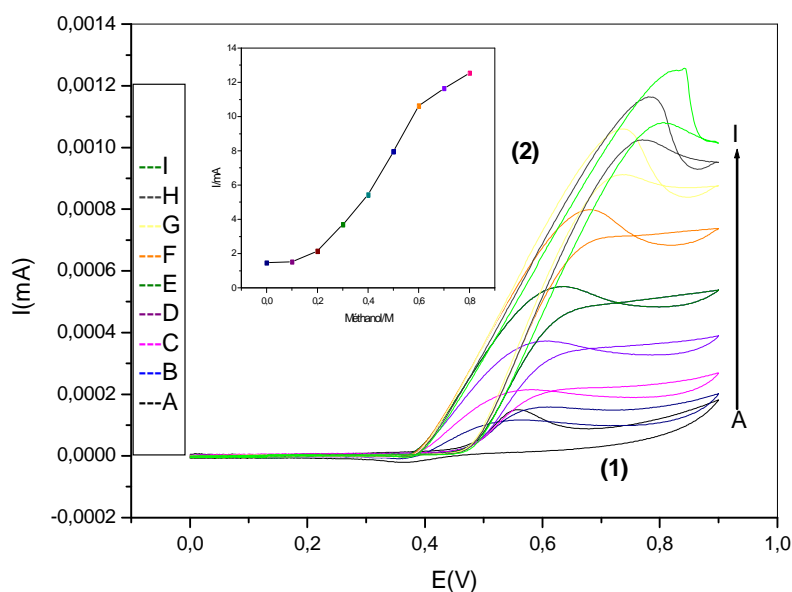 0,0014
0,0012
0,0010
0,0008
0,0006
0,0004
0,0002
0,0000
-0,0002
I(mA)
0,0
0,2
0,4
0,6
0,8
1,0
E(V)
I
H
G
F
E
D
C
B
A
14
12
10
8
6
4
2
0
I/mA
0,0
0,2
0,4
0,6
0,8
Méthanol/M
(2)
(1)
I
A